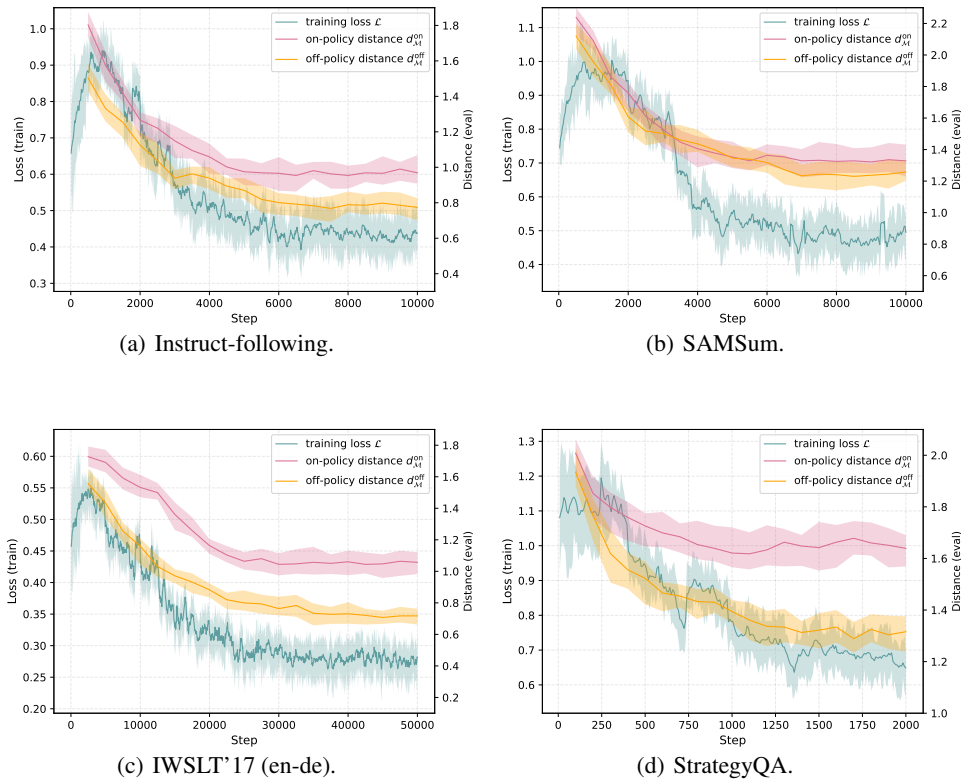 training loss ℒ
on-policy distance d_ℳ^on
off-policy distance d_ℳ^off
1.0
0.9
0.8
0.7
0.6
0.5
0.4
0.3
Loss (train)
1.8
1.6
1.4
1.2
1.0
0.8
0.6
0.4
Distance (eval)
0 2000 4000 6000 8000 10000
Step
(a) Instruct-following.
training loss ℒ
on-policy distance d_ℳ^on
off-policy distance d_ℳ^off
1.1
1.0
0.9
0.8
0.7
0.6
0.5
0.4
Loss (train)
2.2
2.0
1.8
1.6
1.4
1.2
1.0
0.8
0.6
Distance (eval)
0 2000 4000 6000 8000 10000
Step
(b) SAMSum.
training loss ℒ
on-policy distance d_ℳ^on
off-policy distance d_ℳ^off
0.60
0.55
0.50
0.45
0.40
0.35
0.30
0.25
0.20
Loss (train)
1.8
1.6
1.4
1.2
1.0
0.8
0.6
0.4
0.2
Distance (eval)
0 10000 20000 30000 40000 50000
Step
(c) IWSLT’17 (en-de).
training loss ℒ
on-policy distance d_ℳ^on
off-policy distance d_ℳ^off
1.3
1.2
1.1
1.0
0.9
0.8
0.7
0.6
Loss (train)
2.0
1.8
1.6
1.4
1.2
1.0
Distance (eval)
0 250 500 750 1000 1250 1500 1750 2000
Step
(d) StrategyQA.